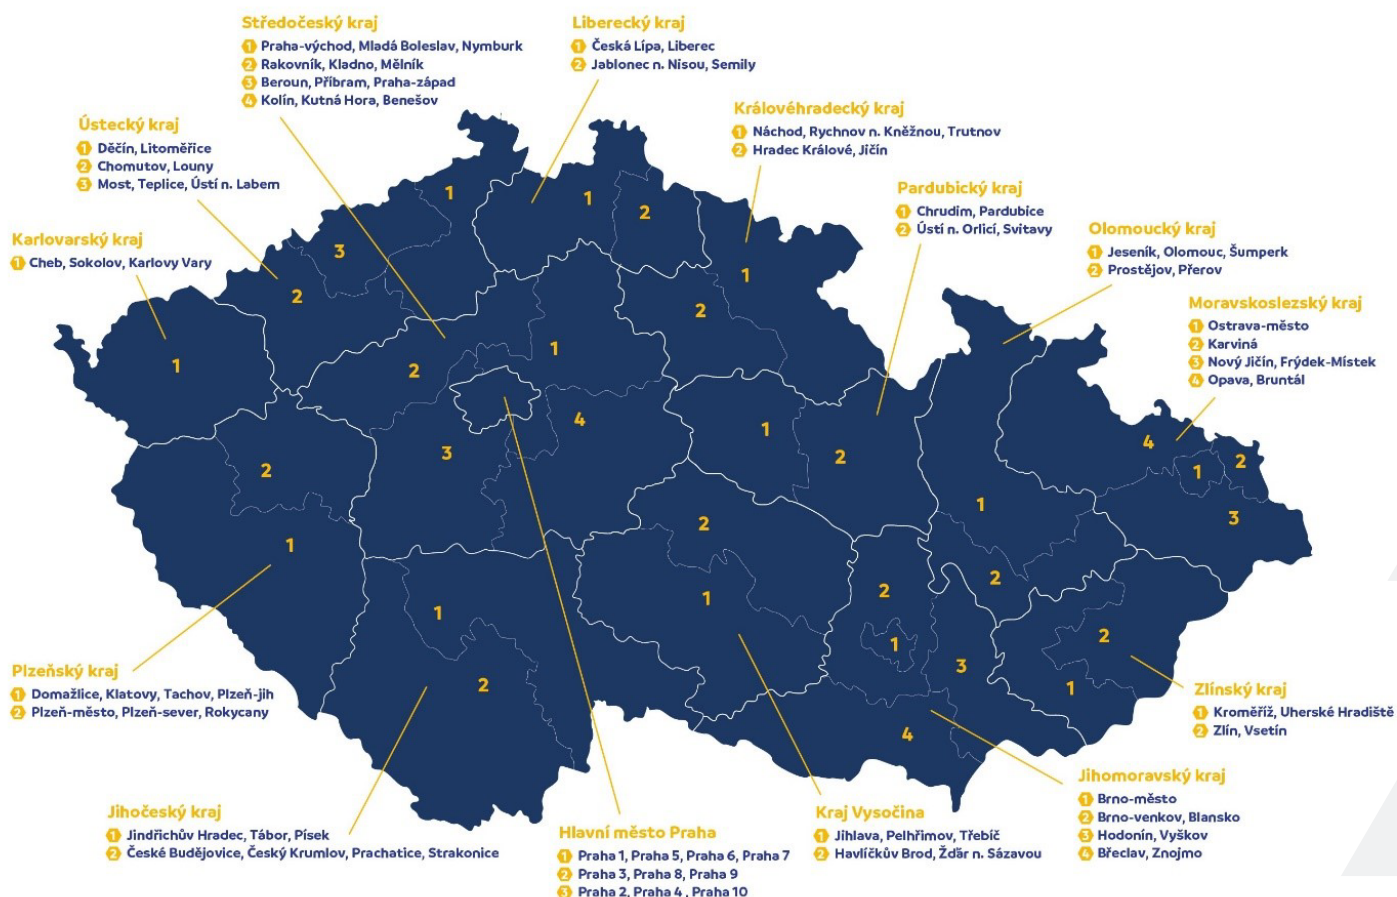 Středočeský kraj
1 Praha-východ, Mladá Boleslav, Nymburk
2 Rakovník, Kladno, Mělník
3 Beroun, Příbram, Praha-západ
4 Kolín, Kutná Hora, Benešov
Liberecký kraj
1 Česká Lípa, Liberec
2 Jablonec n. Nisou, Semily
Královéhradecký kraj
1 Náchod, Rychnov n. Kněžnou, Trutnov
2 Hradec Králové, Jičín
Ústecký kraj
1 Děčín, Litoměřice
2 Chomutov, Louny
3 Most, Teplice, Ústí n. Labem
Pardubický kraj
1 Chrudim, Pardubice
2 Ústí n. Orlicí, Svitavy
Karlovarský kraj
1 Cheb, Sokolov, Karlovy Vary
Olomoucký kraj
1 Jeseník, Olomouc, Šumperk
2 Prostějov, Přerov
Moravskoslezský kraj
1 Ostrava-město
2 Karviná
3 Nový Jičín, Frýdek-Místek
4 Opava, Bruntál
1
1
2
3
1
2
2
1
1
2
4
1
2
3
4
1
2
2
1
3
2
1
1
2
2
1
2
1
3
2
1
2
4
Plzeňský kraj
1 Domažlice, Klatovy, Tachov, Plzeň-jih
2 Plzeň-město, Plzeň-sever, Rokycany
Zlínský kraj
1 Kroměříž, Uherské Hradiště
2 Zlín, Vsetín
Jihočeský kraj
1 Jindřichův Hradec, Tábor, Písek
2 České Budějovice, Český Krumlov, Prachatice, Strakonice
Hlavní město Praha
1 Praha 1, Praha 5, Praha 6, Praha 7
2 Praha 3, Praha 8, Praha 9
3 Praha 2, Praha 4 , Praha 10
Kraj Vysočina
1 Jihlava, Pelhřimov, Třebíč
2 Havlíčkův Brod, Žďár n. Sázavou
Jihomoravský kraj
1 Brno-město
2 Brno-venkov, Blansko
3 Hodonín, Vyškov
4 Břeclav, Znojmo